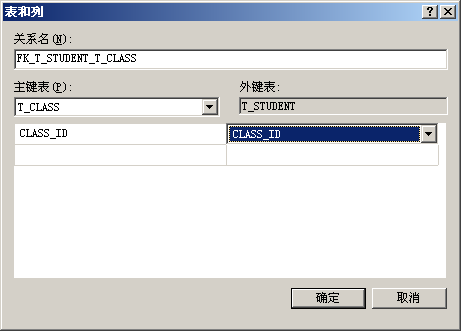 表和列
关系名(N):
FK_T_STUDENT_T_CLASS
主键表(P): 外键表:
T_CLASS T_STUDENT
CLASS_ID CLASS_ID
确定 取消